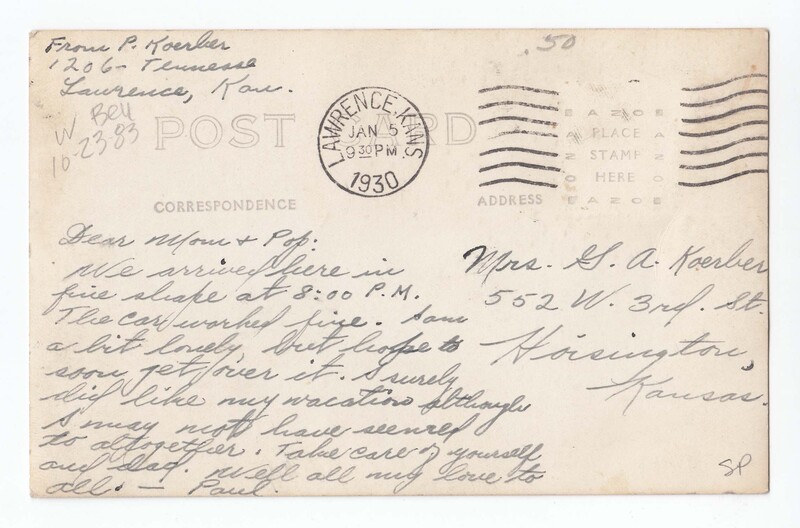 From P. Koerber
1206 - Tennessee
Lawrence, Kan.
W Bell
10-23-83
.50
POST CARD
LAWRENCE, KANS.
JAN 5
9 30 PM
1930
EAZOE
PLACE
STAMP
HERE
EAZOE
CORRESPONDENCE
ADDRESS
Dear Mom & Pop:
We arrived here in
fine shape at 8:00 P.M.
The car worked fine. I am
a bit lonely, but hope to
soon get over it. I surely
did like my vacation although
I may not have seemed
to altogether. Take care of yourself
and dad. Well all my love to
all. — Paul.
Mrs. G. A. Koerber
552 W. 3rd. St.
Hoisington,
Kansas.
SP